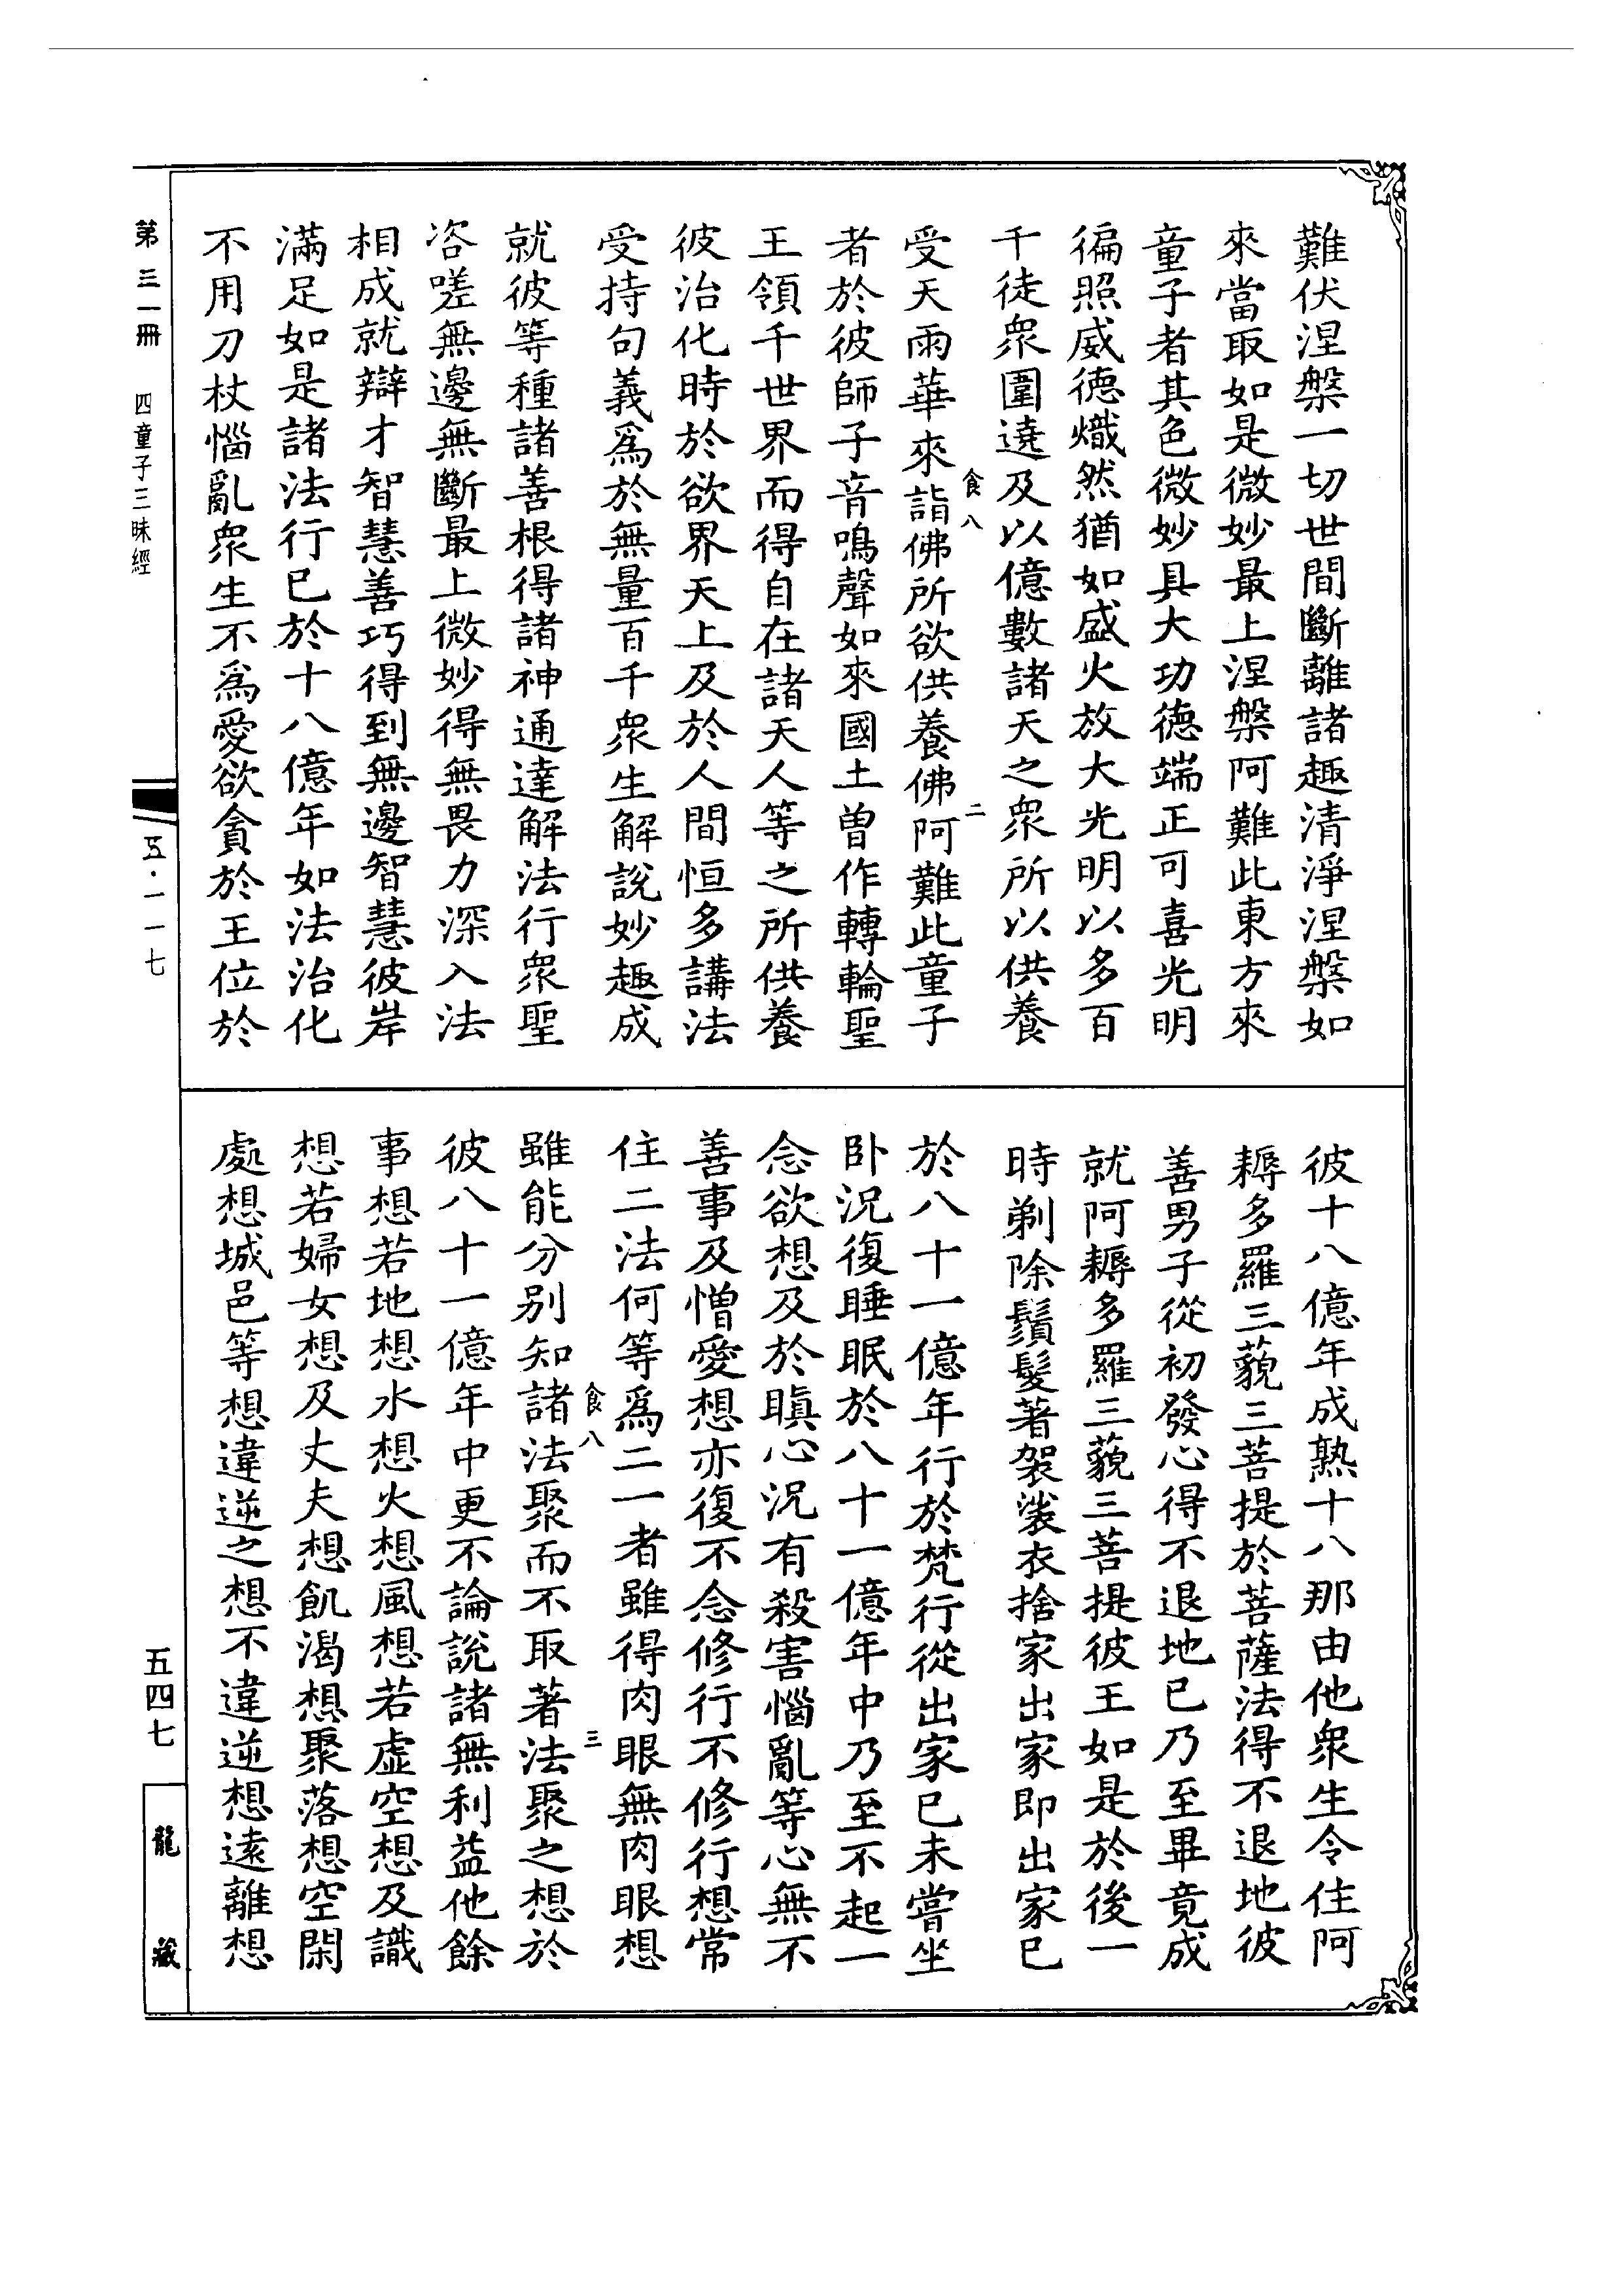 難伏涅槃一切世間斷離諸趣清淨涅槃如
來當取如是微妙最上涅槃阿難此東方來
童子者其色微妙具大功德端正可喜光明
徧照威德熾然猶如盛火放大光明以多百
千徒衆圍遶及以億數諸天之衆所以供養
食八
二
受天雨華來詣佛所欲供養佛阿難此童子
者於彼師子音鳴聲如來國土曾作轉輪聖
王領千世界而得自在諸天人等之所供養
彼治化時於欲界天上及於人間恒多講法
受持句義爲於無量百千衆生解說妙趣成
就彼等種諸善根得諸神通達解法行衆聖
咨嗟無邊無斷最上微妙得無畏力深入法
相成就辯才智慧善巧得到無邊智慧彼岸
滿足如是諸法行已於十八億年如法治化
不用刀杖惱亂衆生不爲愛欲貪於王位於
彼十八億年成熟十八那由他衆生令住阿
耨多羅三藐三菩提於菩薩法得不退地彼
善男子從初發心得不退地已乃至畢竟成
就阿耨多羅三藐三菩提彼王如是於後一
時剃除鬚髮著袈裟衣捨家出家即出家已
於八十一億年行於梵行從出家已未嘗坐
卧況復睡眠於八十一億年中乃至不起一
念欲想及於瞋心況有殺害惱亂等心無不
善事及憎愛想亦復不念修行不修行想常
住二法何等爲二一者雖得肉眼無肉眼想
食八
三
雖能分别知諸法聚而不取著法聚之想於
彼八十一億年中更不論說諸無利益他餘
事想若地想水想火想風想若虚空想及識
想若婦女想及丈夫想飢渴想聚落想空閑
處想城邑等想違逆之想不違逆想遠離想
第三一冊
四童子三昧經
五·一一七
五四七
龍藏